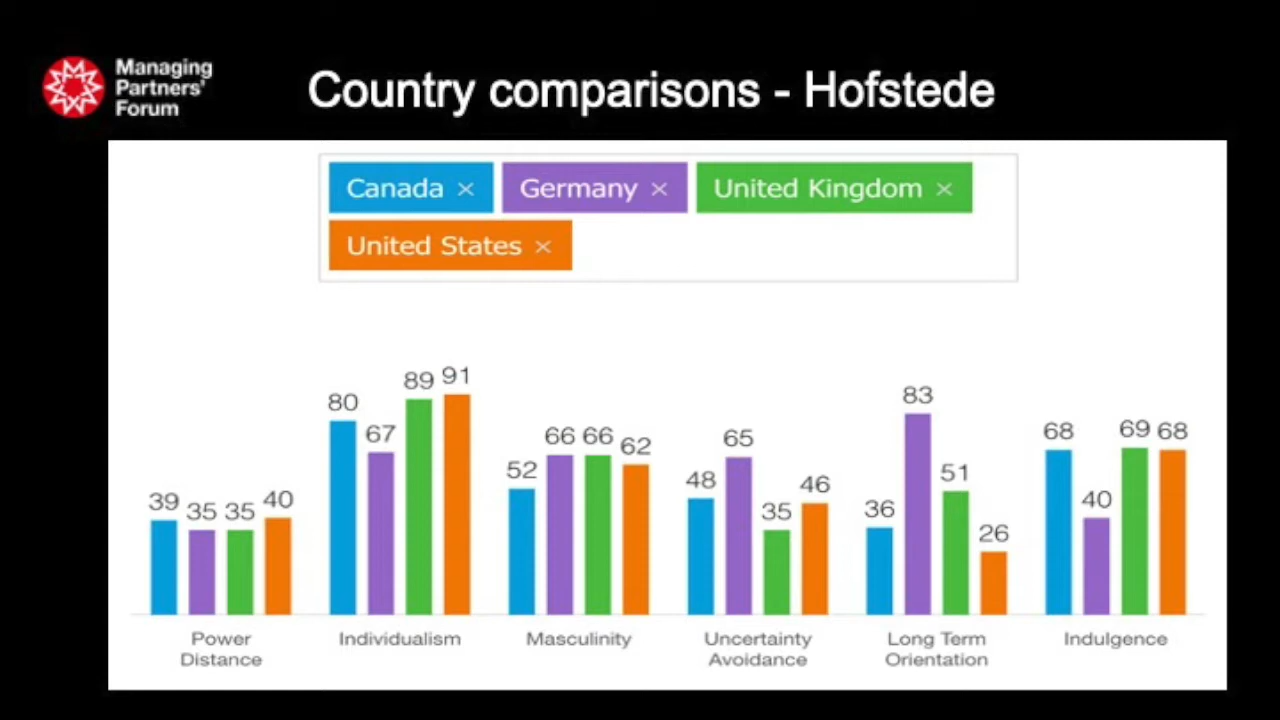 Managing
Partners'
Forum
Country comparisons - Hofstede
Canada × Germany × United Kingdom ×
United States ×
39 35 35 40
80 67 89 91
52 66 66 62
48 65 35 46
36 83 51 26
68 40 69 68
Power
Distance
Individualism
Masculinity
Uncertainty
Avoidance
Long Term
Orientation
Indulgence